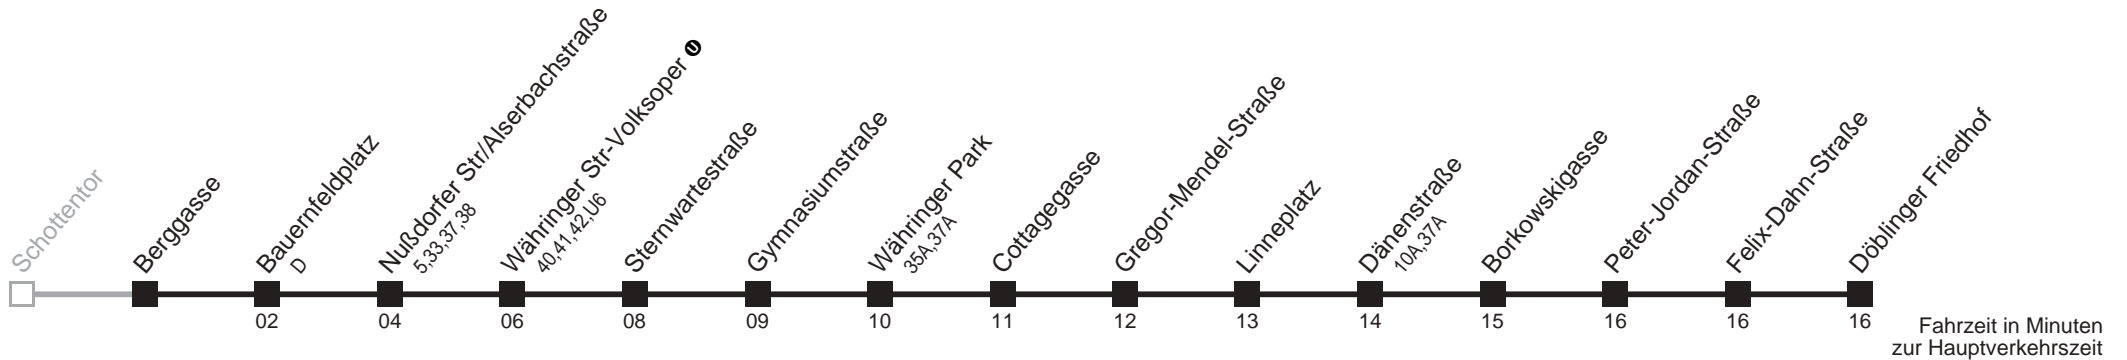 Schottentor
Berggasse
Bauernfeldplatz
D
Nußdorfer Str/Alserbachstraße
5,33,37,38
Währinger Str-Volksoper U
40,41,42,U6
Sternwartestraße
Gymnasiumstraße
Währinger Park
35A,37A
Cottagegasse
Gregor-Mendel-Straße
Linneplatz
Dänenstraße
10A,37A
Borkowskigasse
Peter-Jordan-Straße
Felix-Dahn-Straße
Döblinger Friedhof
02 04 06 08 09 10 11 12 13 14 15 16 16 16
Fahrzeit in Minuten
zur Hauptverkehrszeit